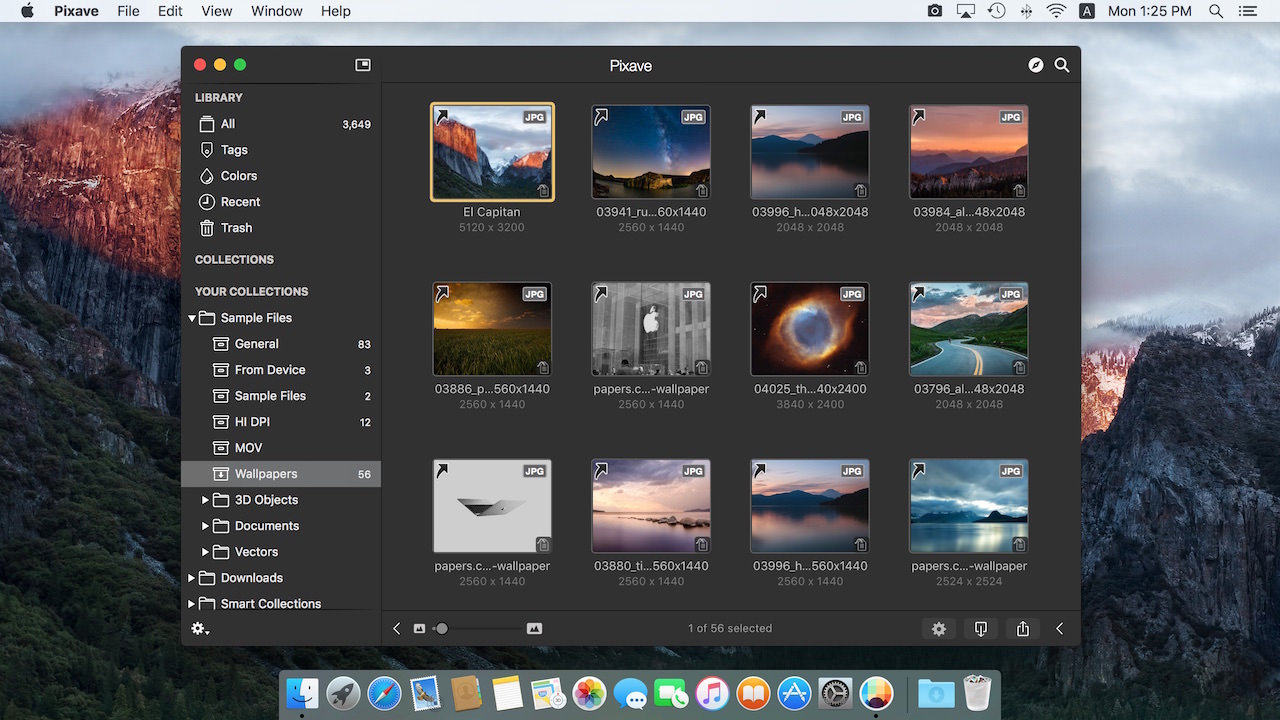 Pixave File Edit View Window Help A Mon 1:25 PM
Pixave
LIBRARY
All 3,649
Tags
Colors
Recent
Trash
COLLECTIONS
YOUR COLLECTIONS
Sample Files
General 83
From Device 3
Sample Files 2
HI DPI 12
MOV
Wallpapers 56
3D Objects
Documents
Vectors
Downloads
Smart Collections
JPG JPG JPG JPG
El Capitan 03941_ru...60x1440 03996_h...048x2048 03984_al...48x2048
5120 x 3200 2560 x 1440 2048 x 2048 2048 x 2048
JPG JPG JPG JPG
03886_p...560x1440 papers.c...-wallpaper 04025_th...40x2400 03796_al...48x2048
2560 x 1440 2560 x 1440 3840 x 2400 2048 x 2048
JPG JPG JPG JPG
papers.c...-wallpaper 03880_ti...560x1440 03996_h...560x1440 papers.c...-wallpaper
2560 x 1440 2560 x 1440 2560 x 1440 2524 x 2524
1 of 56 selected